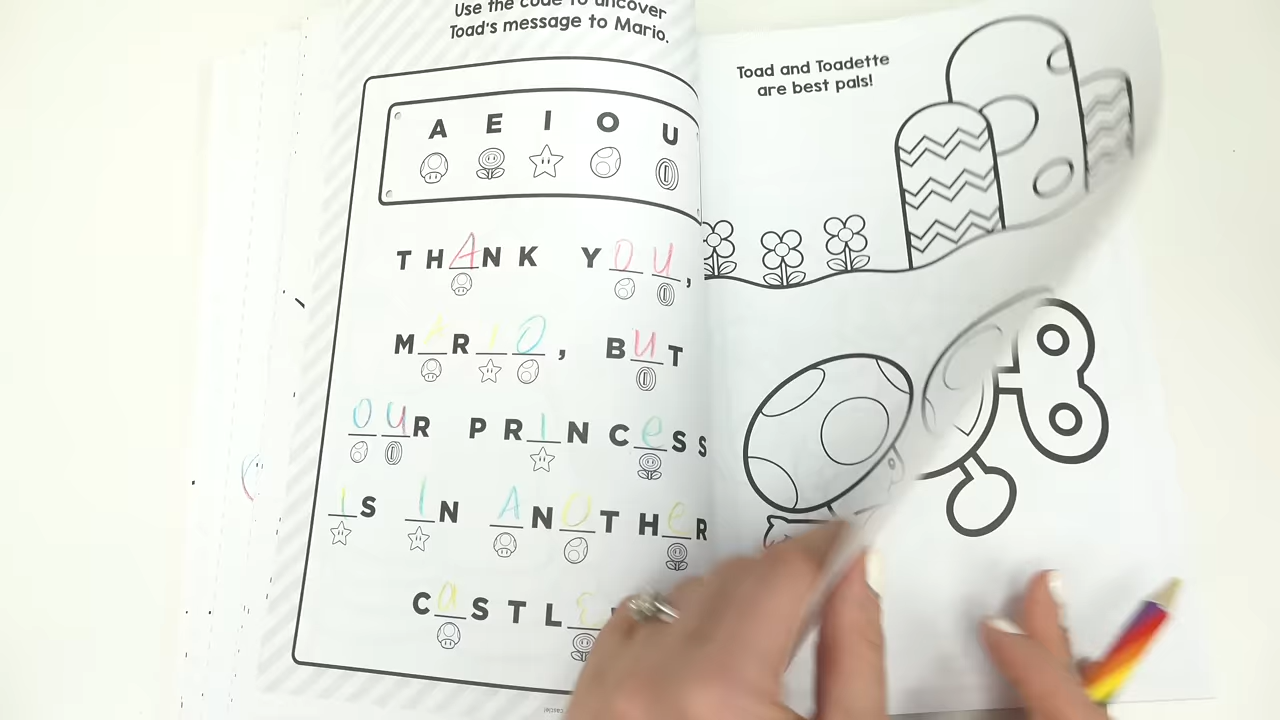 Use the code to uncover
Toad's message to Mario.
A E I O U
THANK YOU,
MARIO, BUT
OUR PRINCeSS
IS IN ANOTHeR
CaSTLE
Toad and Toadette
are best pals!